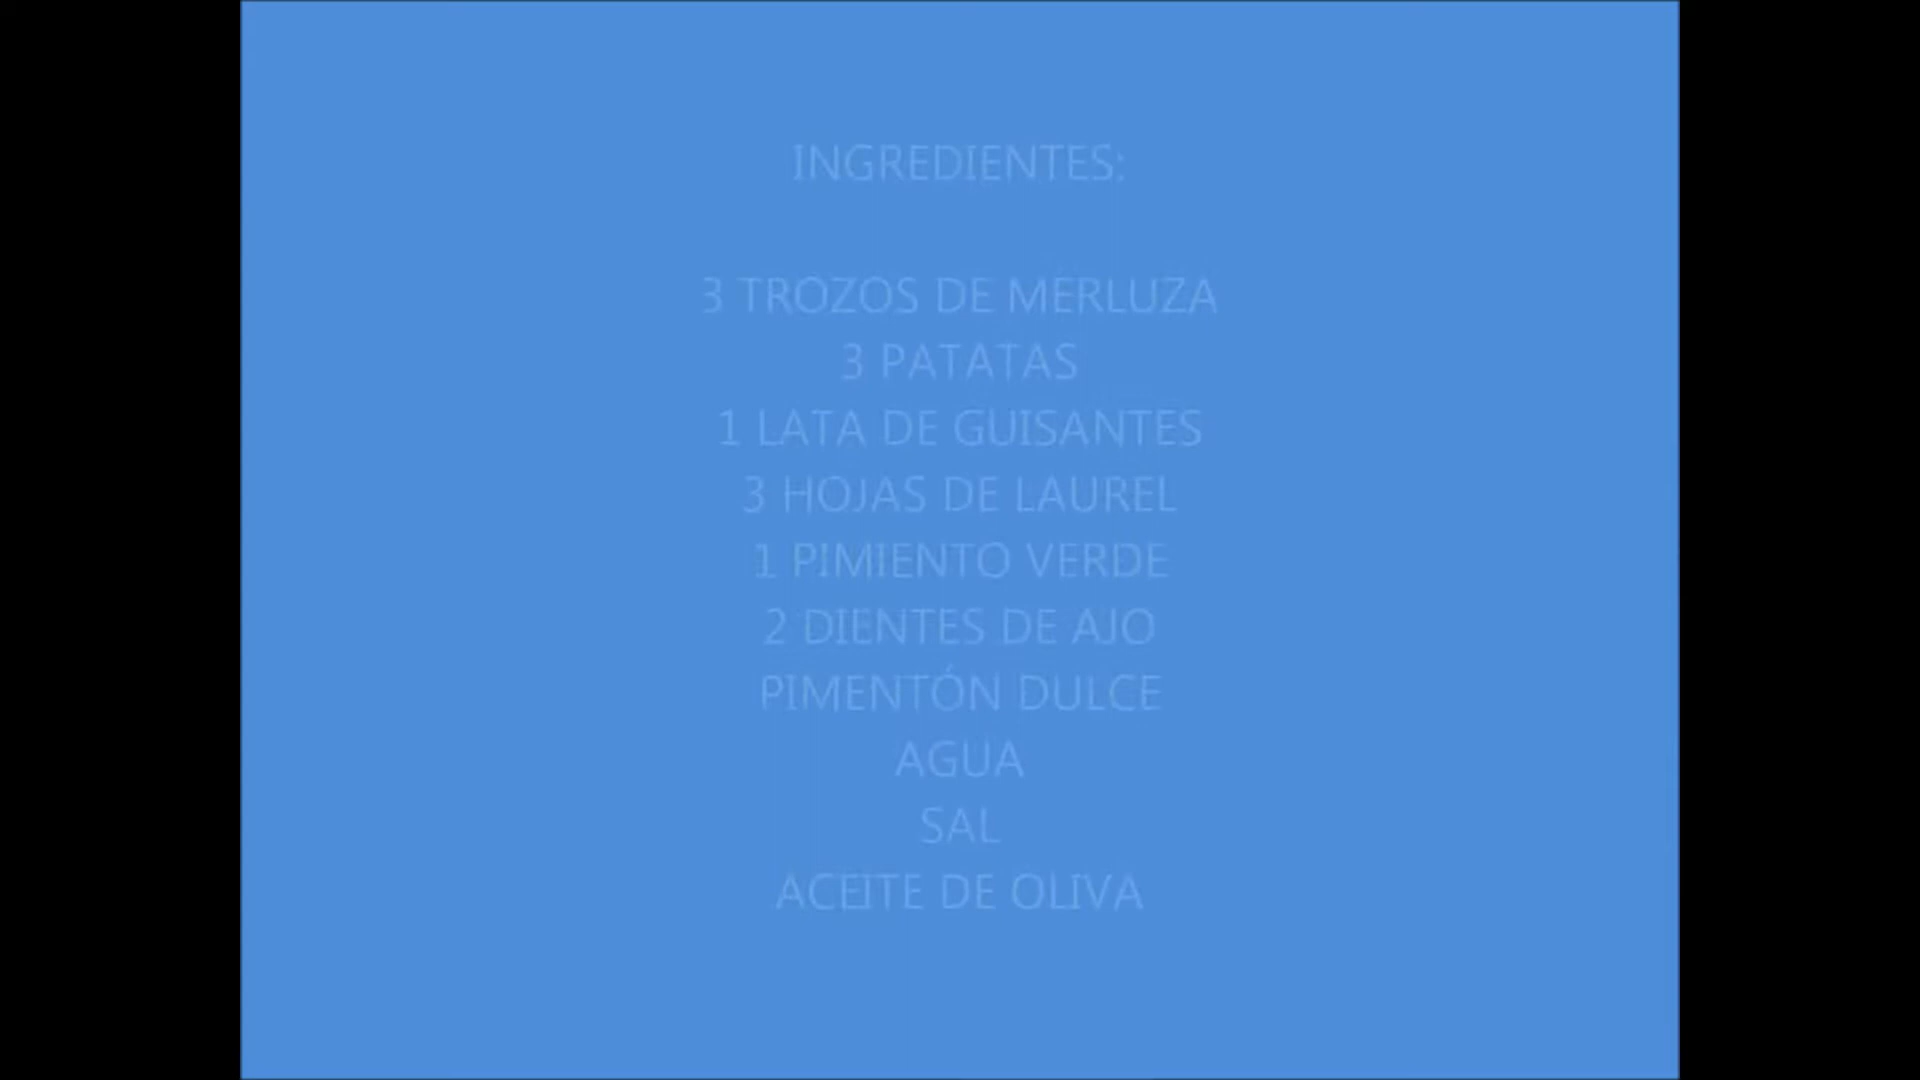 INGREDIENTES:
3 TROZOS DE MERLUZA
3 PATATAS
1 LATA DE GUISANTES
3 HOJAS DE LAUREL
1 PIMIENTO VERDE
2 DIENTES DE AJO
PIMENTÓN DULCE
AGUA
SAL
ACEITE DE OLIVA